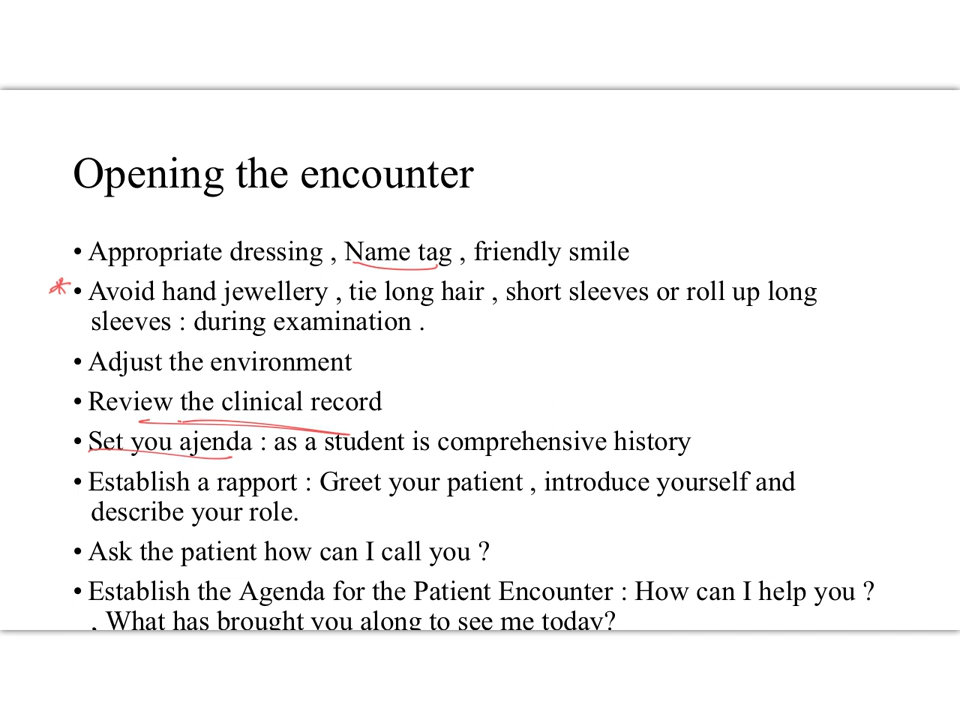 Opening the encounter
• Appropriate dressing , Name tag , friendly smile
• Avoid hand jewellery , tie long hair , short sleeves or roll up long
sleeves : during examination .
• Adjust the environment
• Review the clinical record
• Set you ajenda : as a student is comprehensive history
• Establish a rapport : Greet your patient , introduce yourself and
describe your role.
• Ask the patient how can I call you ?
• Establish the Agenda for the Patient Encounter : How can I help you ?
, What has brought you along to see me today?